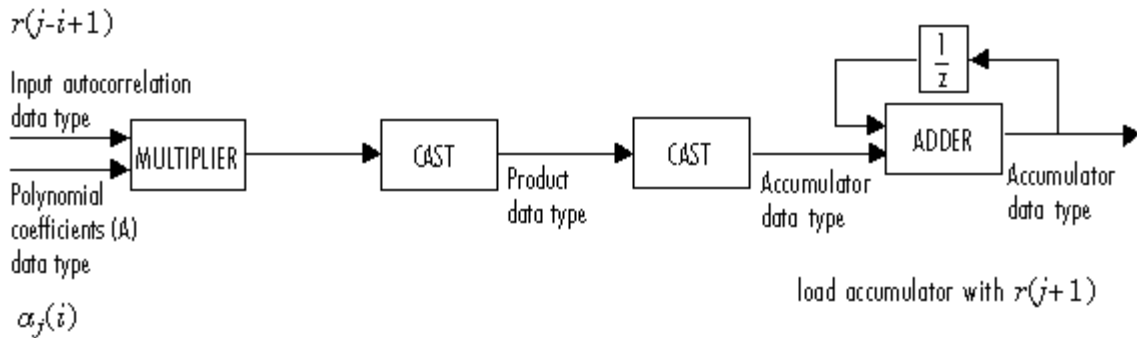 r(j-i+1)
Input autocorrelation
data type
MULTIPLIER
Polynomial
coefficients (A)
data type
α_j(i)
CAST
Product
data type
CAST
Accumulator
data type
1
z
ADDER
Accumulator
data type
load accumulator with r(j+1)